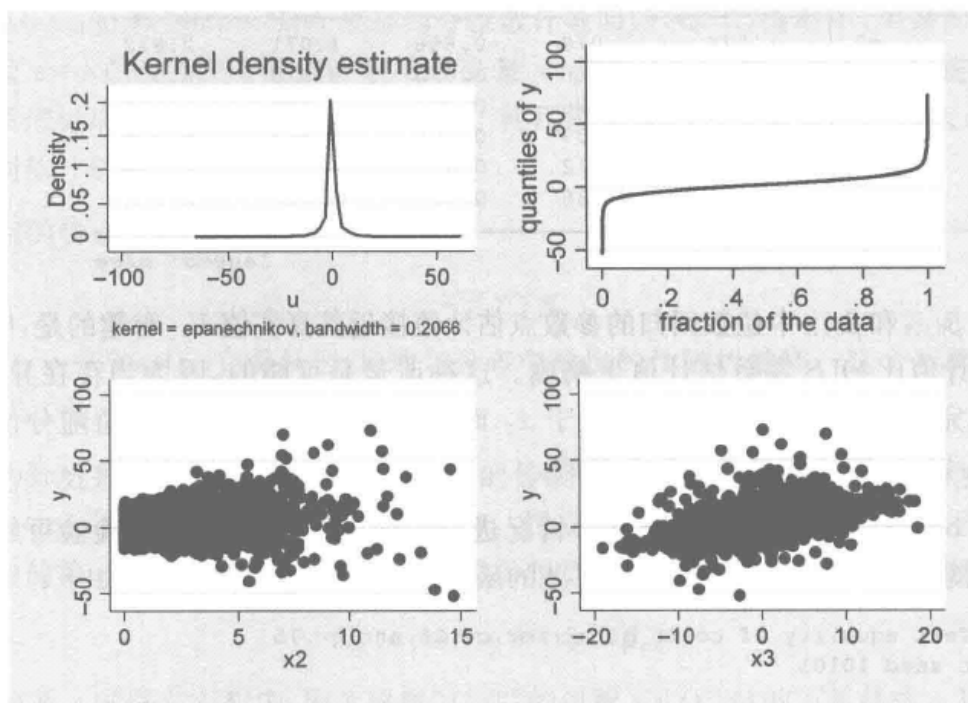 Kernel density estimate
Density
0 .05 .1 .15 .2
−100 −50 0 50
u
kernel = epanechnikov, bandwidth = 0.2066
quantiles of y
−50 0 50 100
0 .2 .4 .6 .8 1
fraction of the data
y
−50 0 50 100
0 5 10 15
x2
y
−50 0 50 100
−20 −10 0 10 20
x3